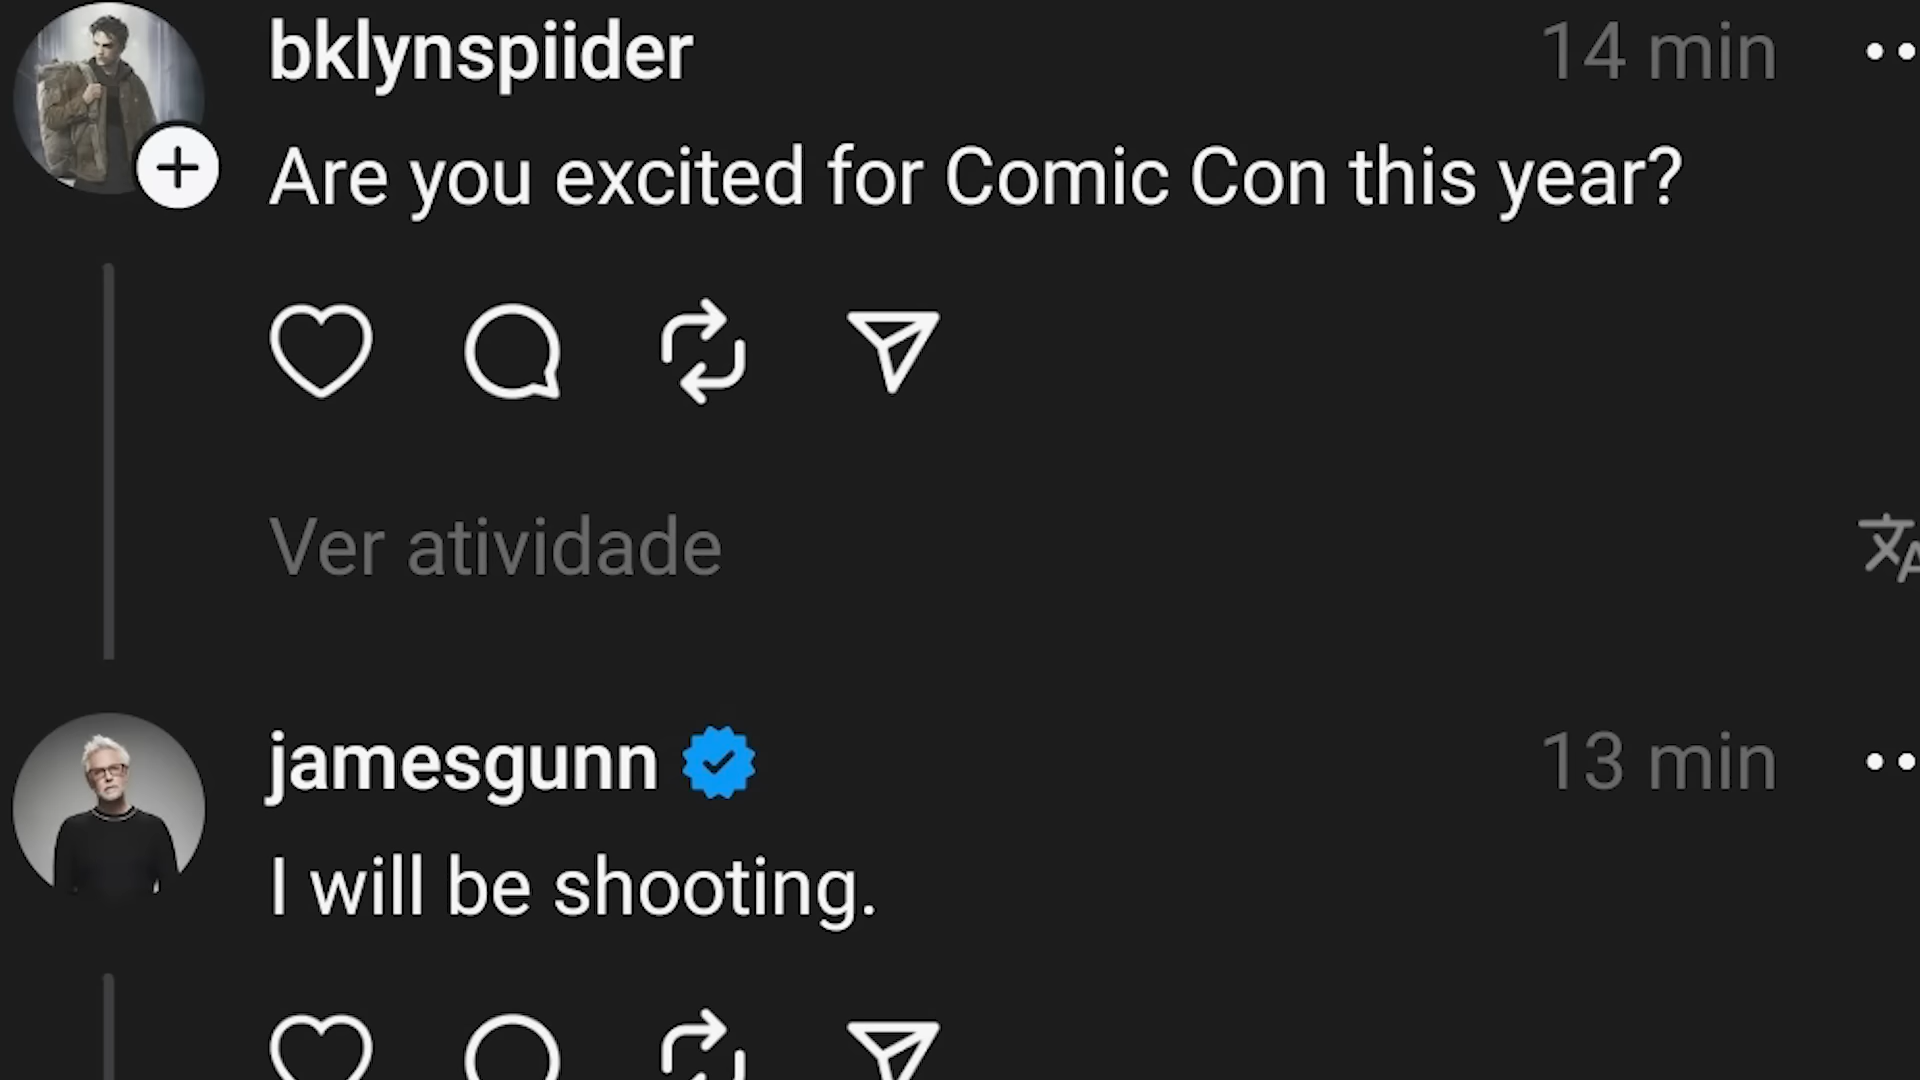 bklynspiider 14 min
Are you excited for Comic Con this year?
Ver atividade
jamesgunn 13 min
I will be shooting.